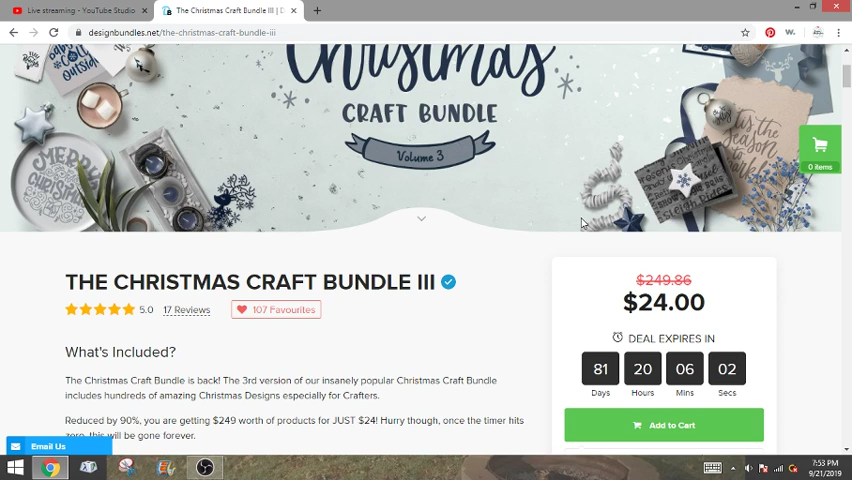 Live streaming - YouTube Studio
The Christmas Craft Bundle III | D
designbundles.net/the-christmas-craft-bundle-iii
Christmas
CRAFT BUNDLE
Volume 3
MERRY
CHRISTMAS
'TIS THE
SEASON
0 items
THE CHRISTMAS CRAFT BUNDLE III
5.0 17 Reviews 107 Favourites
$249.86
$24.00
DEAL EXPIRES IN
81 20 06 02
Days Hours Mins Secs
Add to Cart
What's Included?
The Christmas Craft Bundle is back! The 3rd version of our insanely popular Christmas Craft Bundle
includes hundreds of amazing Christmas Designs especially for Crafters.
Reduced by 90%, you are getting $249 worth of products for JUST $24! Hurry though, once the timer hits
zero, this will be gone forever.
Email Us
7:53 PM
9/21/2019